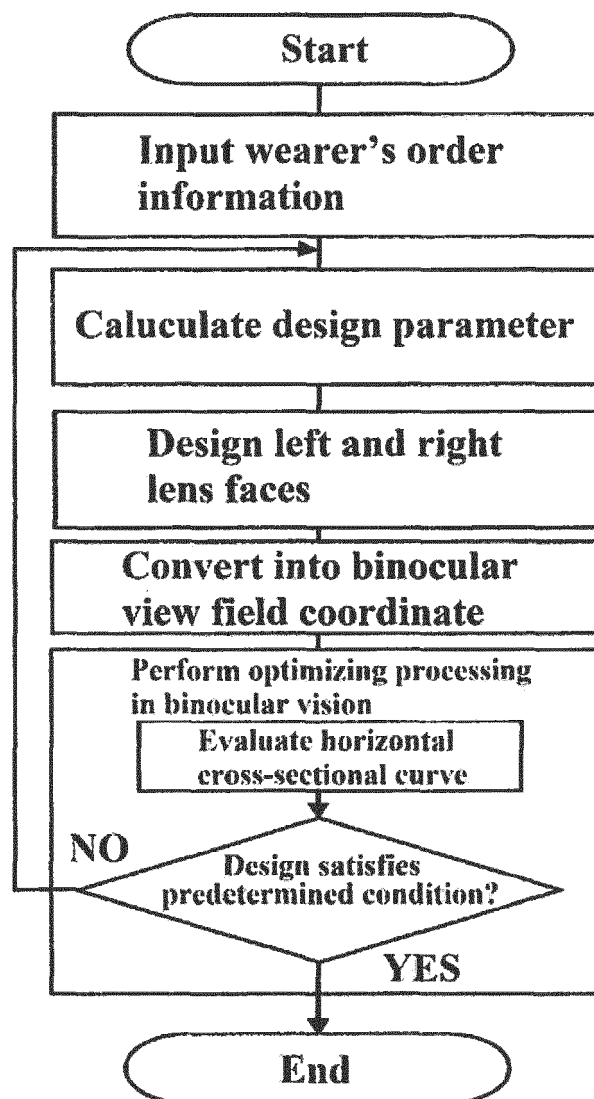 Start
Input wearer's order
information
Caluculate design parameter
Design left and right
lens faces
Convert into binocular
view field coordinate
Perform optimizing processing
in binocular vision
Evaluate horizontal
cross-sectional curve
NO
Design satisfies
predetermined condition?
YES
End